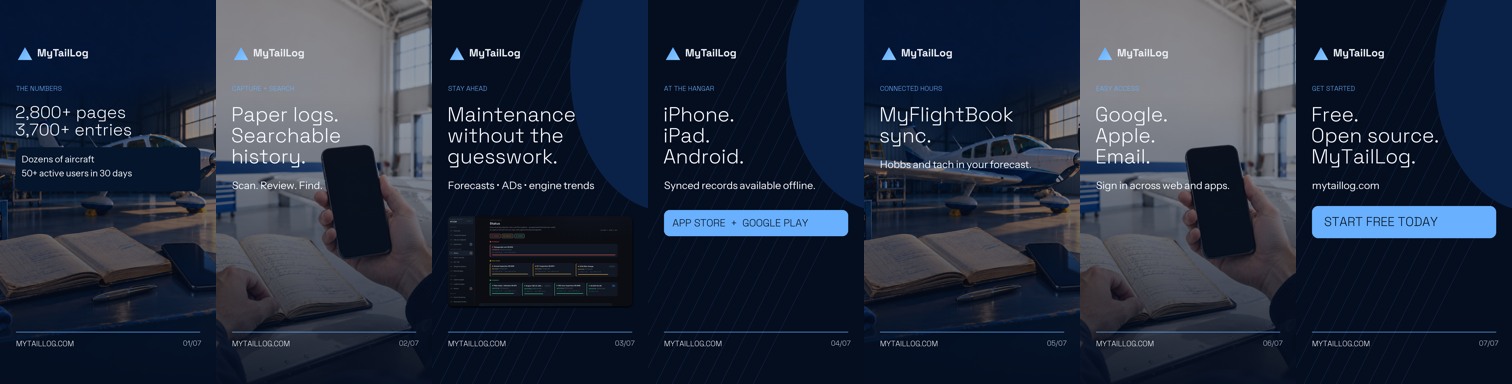 MyTailLog
THE NUMBERS
2,800+ pages
3,700+ entries
Dozens of aircraft
50+ active users in 30 days
MYTAILLOG.COM
01/07
MyTailLog
CAPTURE + SEARCH
Paper logs.
Searchable
history.
Scan. Review. Find.
MYTAILLOG.COM
02/07
MyTailLog
STAY AHEAD
Maintenance
without the
guesswork.
Forecasts • ADs • engine trends
MYTAILLOG.COM
03/07
MyTailLog
AT THE HANGAR
iPhone.
iPad.
Android.
Synced records available offline.
APP STORE + GOOGLE PLAY
MYTAILLOG.COM
04/07
MyTailLog
CONNECTED HOURS
MyFlightBook
sync.
Hobbs and tach in your forecast.
MYTAILLOG.COM
05/07
MyTailLog
EASY ACCESS
Google.
Apple.
Email.
Sign in across web and apps.
MYTAILLOG.COM
06/07
MyTailLog
GET STARTED
Free.
Open source.
MyTailLog.
mytaillog.com
START FREE TODAY
MYTAILLOG.COM
07/07